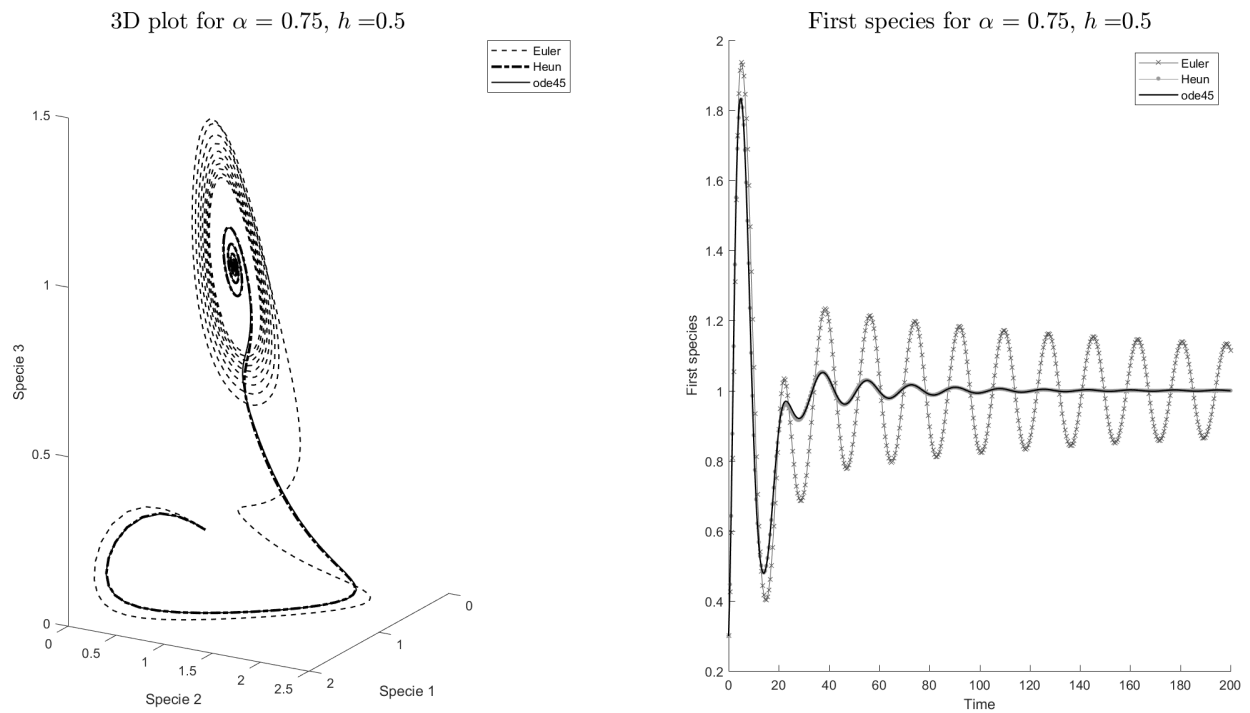 3D plot for α = 0.75, h =0.5
Euler
Heun
ode45
1.5
1
0.5
0
Specie 3
0
0.5
1
1.5
2
2.5
Specie 2
0
1
2
Specie 1
First species for α = 0.75, h =0.5
Euler
Heun
ode45
2
1.8
1.6
1.4
1.2
1
0.8
0.6
0.4
0.2
First species
0 20 40 60 80 100 120 140 160 180 200
Time